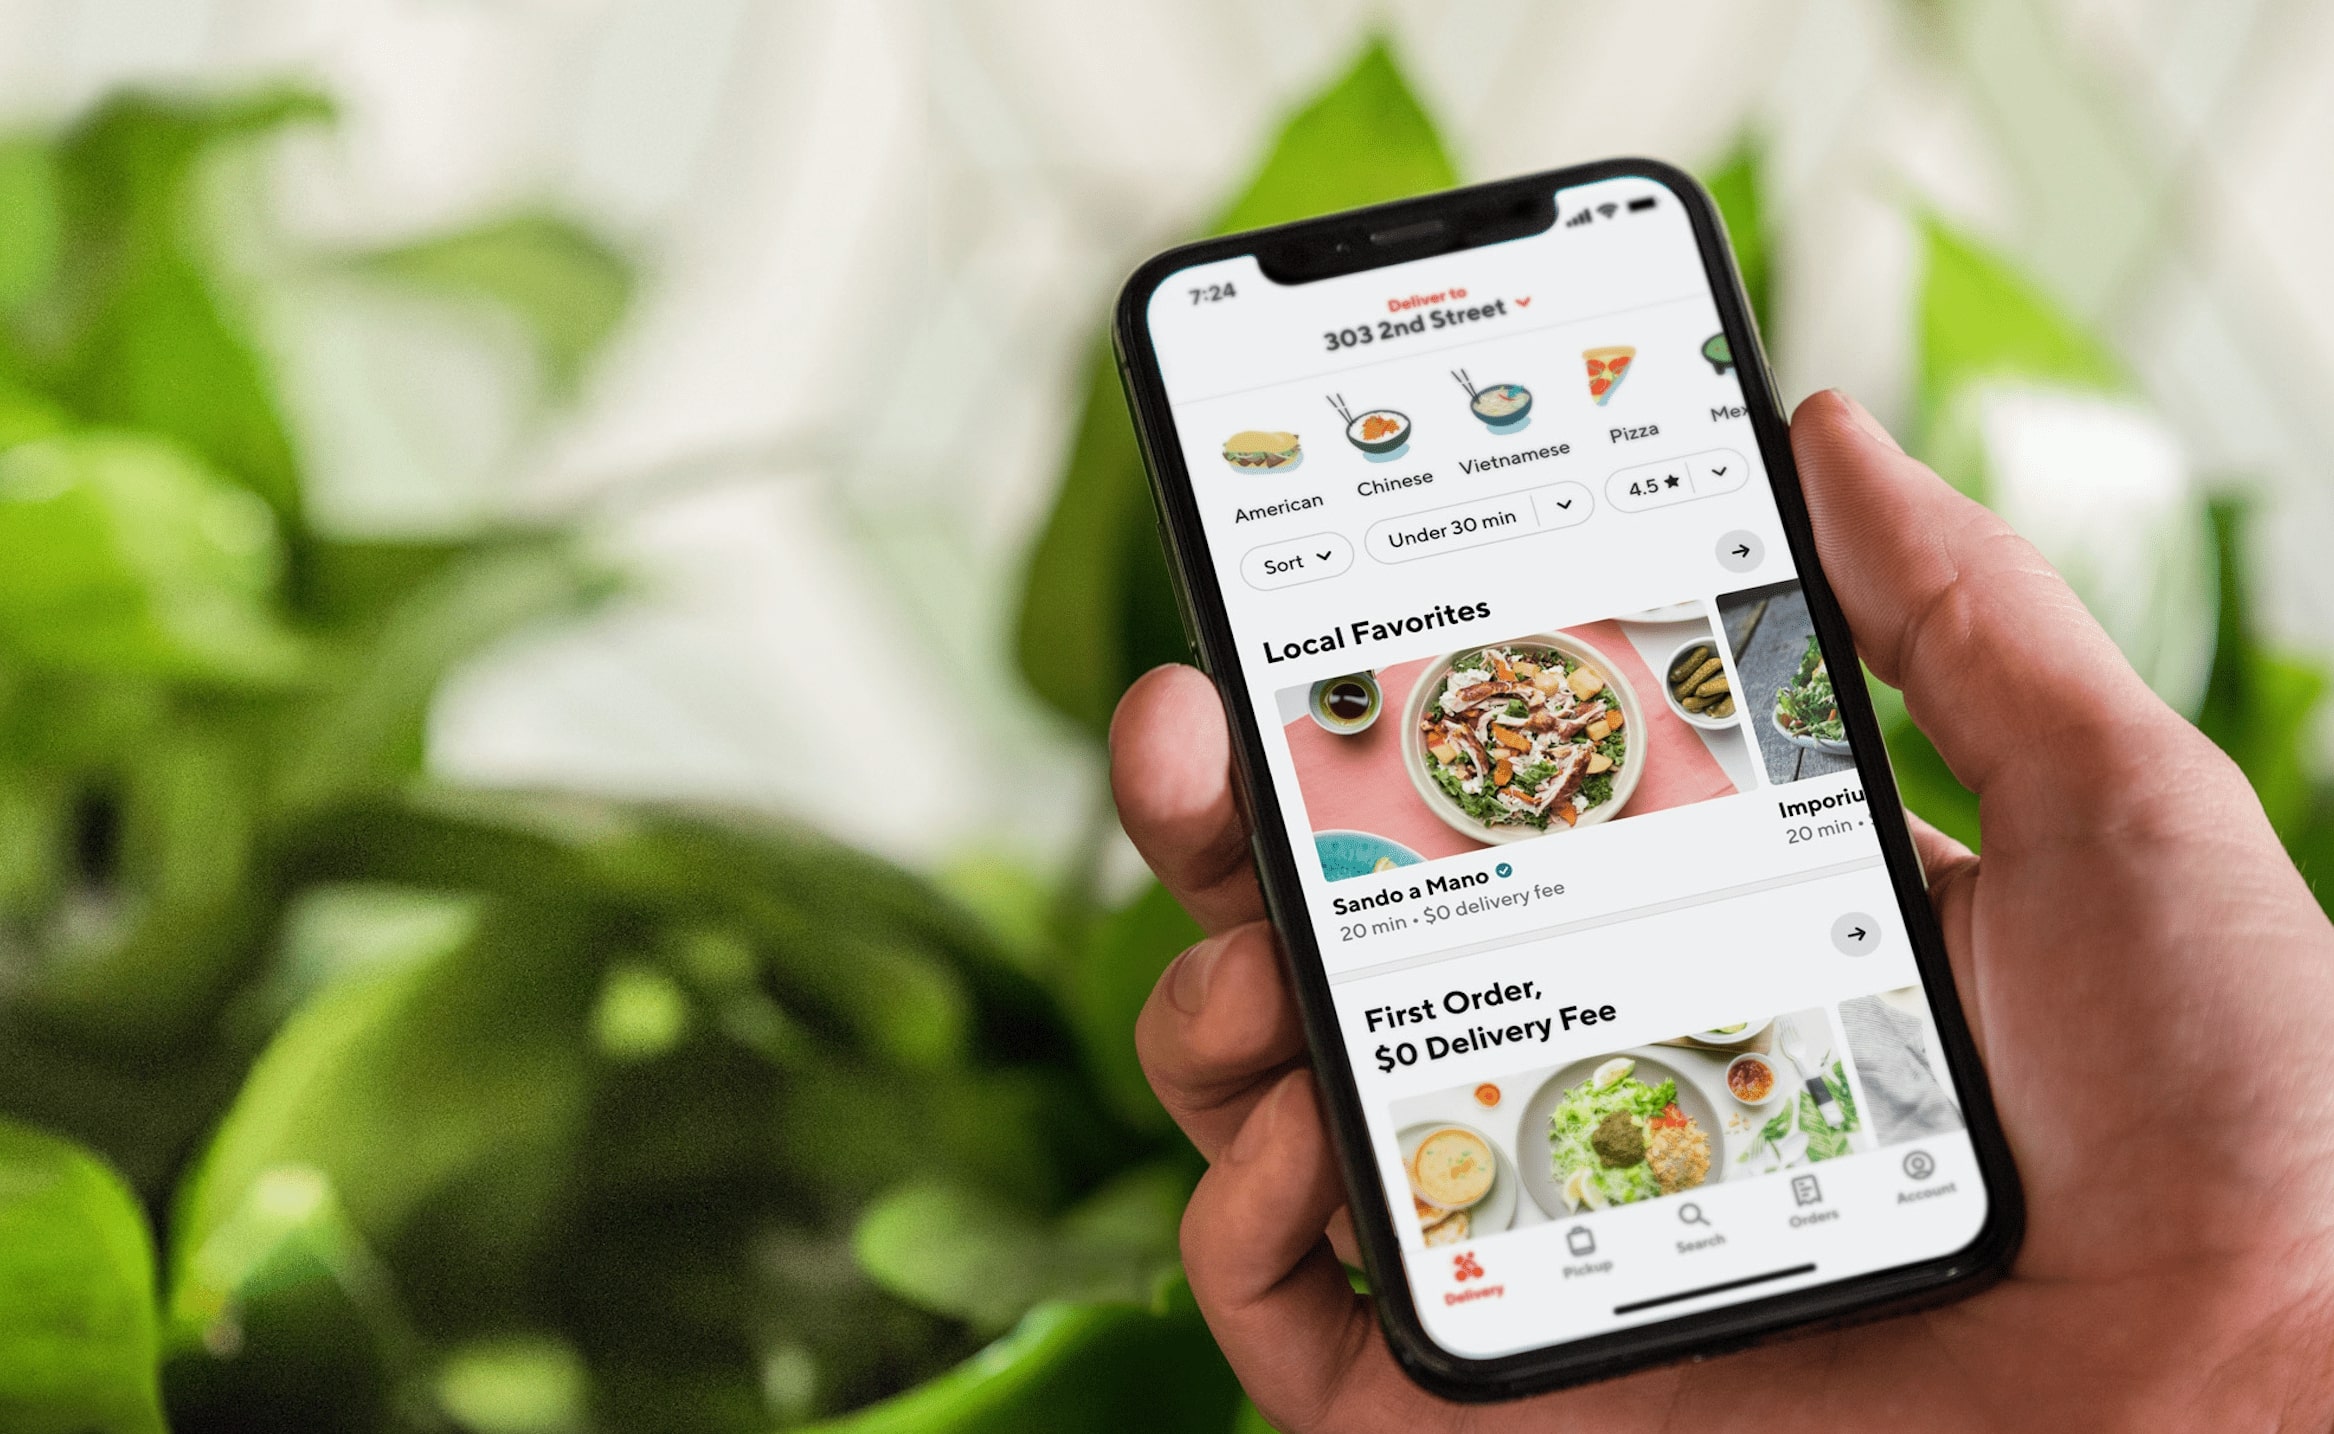 7:24
Deliver to
303 2nd Street
American
Chinese
Vietnamese
Pizza
Mex
Sort
Under 30 min
4.5 ★
Local Favorites
Sando a Mano
20 min • $0 delivery fee
Imporiu
20 min •
First Order,
$0 Delivery Fee
Delivery
Pickup
Search
Orders
Account